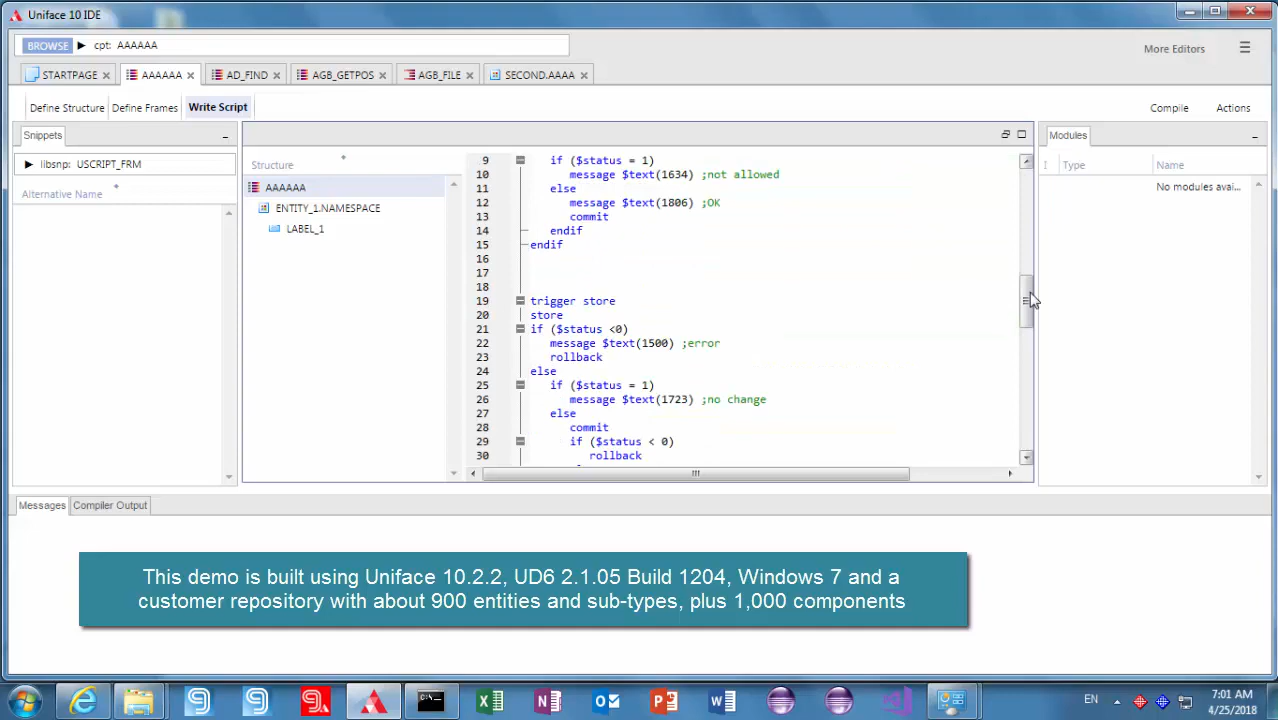 Uniface 10 IDE
BROWSE cpt: AAAAAA
More Editors
STARTPAGE AAAAAA AD_FIND AGB_GETPOS AGB_FILE SECOND.AAAA
Define Structure Define Frames Write Script Compile Actions
Snippets
Modules
libsnp: USCRIPT_FRM
Alternative Name
Structure
AAAAAA
ENTITY_1.NAMESPACE
LABEL_1
9 if ($status = 1)
10 message $text(1634) ;not allowed
11 else
12 message $text(1806) ;OK
13 commit
14 endif
15 endif
16
17
18
19 trigger store
20 store
21 if ($status <0)
22 message $text(1500) ;error
23 rollback
24 else
25 if ($status = 1)
26 message $text(1723) ;no change
27 else
28 commit
29 if ($status < 0)
30 rollback
Type Name
No modules avai...
Messages Compiler Output
This demo is built using Uniface 10.2.2, UD6 2.1.05 Build 1204, Windows 7 and a
customer repository with about 900 entities and sub-types, plus 1,000 components
EN
7:01 AM
4/25/2018